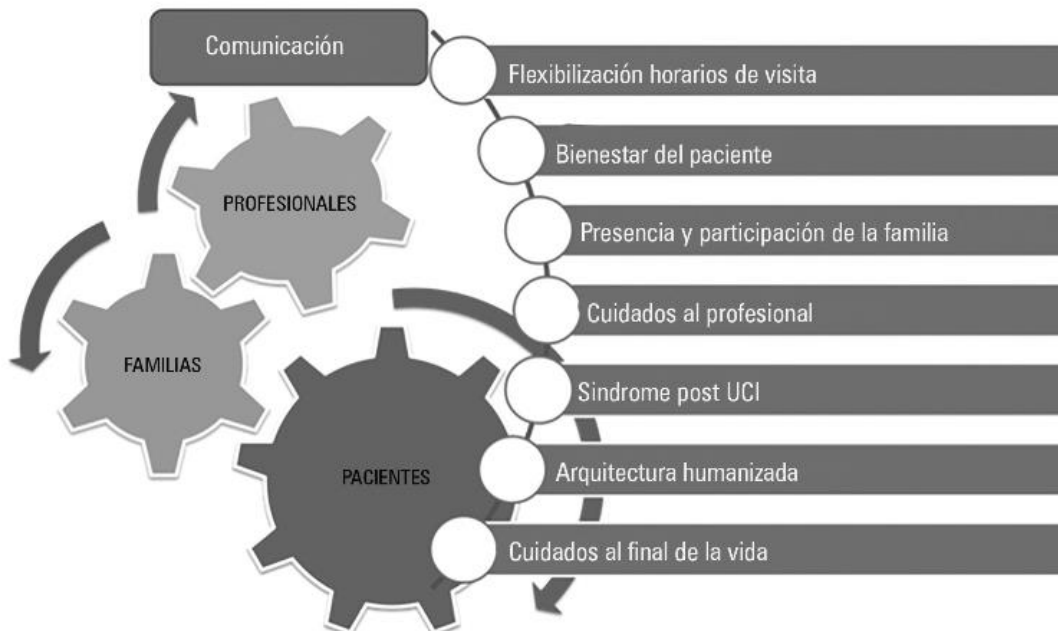 Comunicación
Flexibilización horarios de visita
Bienestar del paciente
PROFESIONALES
Presencia y participación de la familia
Cuidados al profesional
FAMILIAS
Sindrome post UCI
PACIENTES
Arquitectura humanizada
Cuidados al final de la vida